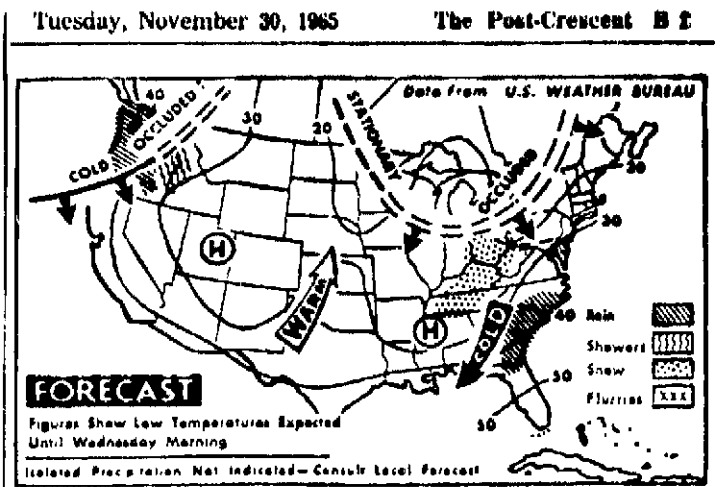 Tuesday, November 30, 1965
The Post-Crescent B 2
Data From U.S. WEATHER BUREAU
40
COLD
OCCLUDED
30
20
STATIONARY
OCCLUDED
30
30
H
WARM
H
COLD
40
50
50
Rain
Showers
Snow
Flurries
XXX
FORECAST
Figures Show Low Temperatures Expected
Until Wednesday Morning
Isolated Precipitation Not Indicated—Consult Local Forecast